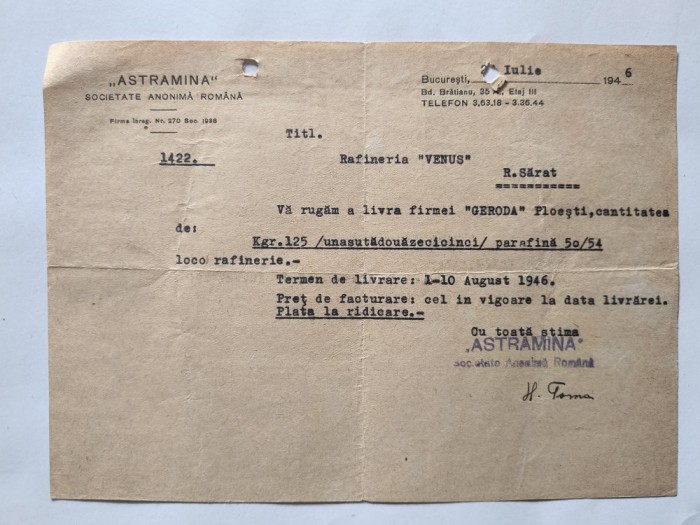 „ASTRAMINA"
SOCIETATE ANONIMĂ ROMÂNĂ
Firma înreg. Nr. 270 Soc 1938
București, Iulie 1946
Bd. Brătianu, 35 Etaj III
TELEFON 3,63,18 - 3.36.44
Titl.
1422.
Rafineria "VENUS"
R.Sărat
===========
Vă rugăm a livra firmei "GERODA" Ploești,cantitatea
de:
Kgr.125 /unasutădouăzecicinci/ parafină 50/54
loco rafinerie.-
Termen de livrare: 1-10 August 1946.
Preț de facturare: cel in vigoare la data livrărei.
Plata la ridicare.-
Cu toată stima
„ASTRAMINA"
Societate Anonimă Română
H. Toma